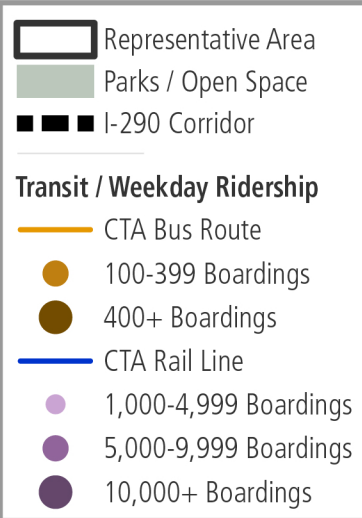 Representative Area
Parks / Open Space
I-290 Corridor
Transit / Weekday Ridership
CTA Bus Route
100-399 Boardings
400+ Boardings
CTA Rail Line
1,000-4,999 Boardings
5,000-9,999 Boardings
10,000+ Boardings